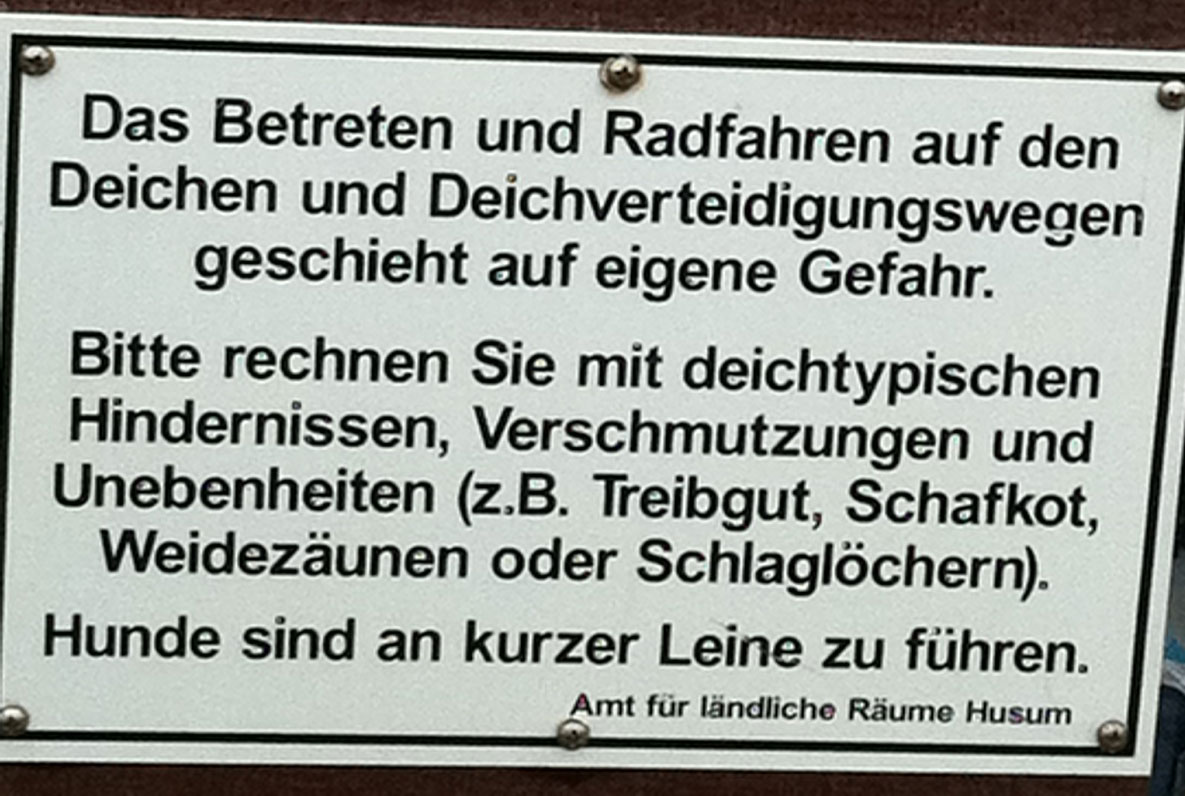 Das Betreten und Radfahren auf den
Deichen und Deichverteidigungswegen
geschieht auf eigene Gefahr.
Bitte rechnen Sie mit deichtypischen
Hindernissen, Verschmutzungen und
Unebenheiten (z.B. Treibgut, Schafkot,
Weidezäunen oder Schlaglöchern).
Hunde sind an kurzer Leine zu führen.
Amt für ländliche Räume Husum